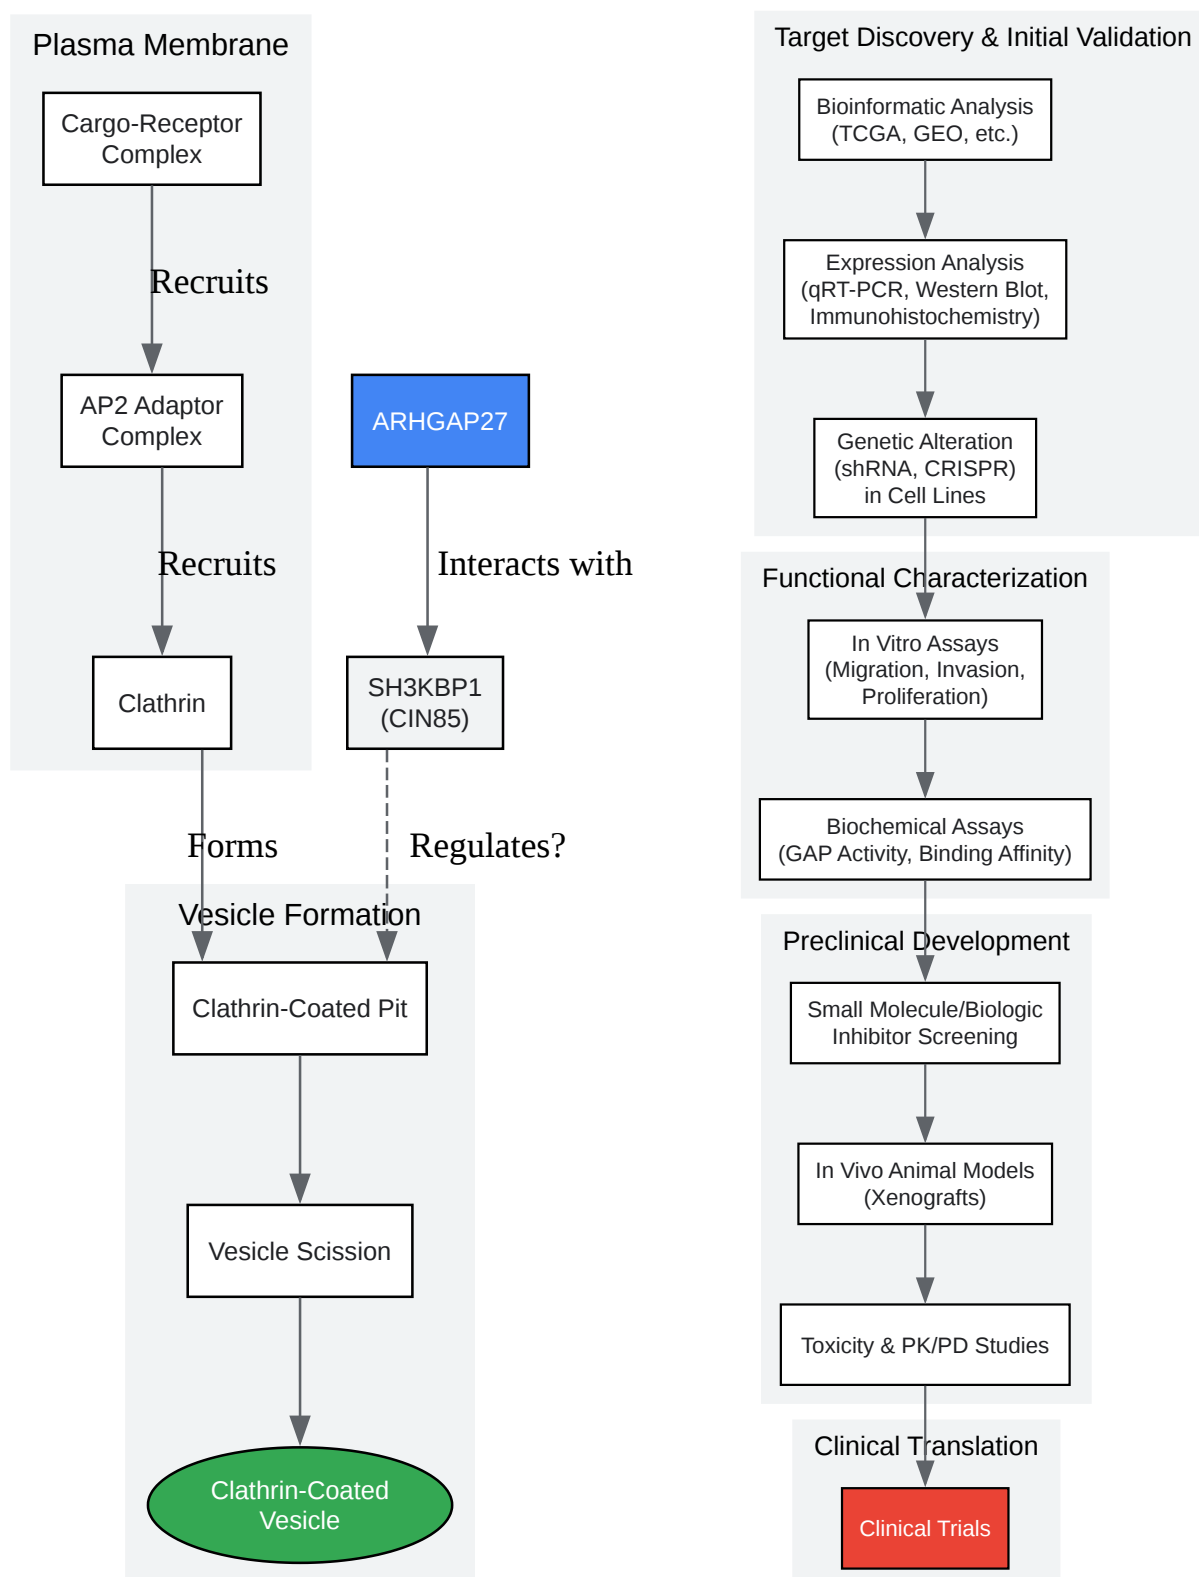 Plasma Membrane
Cargo-Receptor
Complex
Recruits
AP2 Adaptor
Complex
ARHGAP27
Recruits
Interacts with
Clathrin
SH3KBP1
(CIN85)
Forms
Regulates?
Vesicle Formation
Clathrin-Coated Pit
Vesicle Scission
Clathrin-Coated
Vesicle
Target Discovery & Initial Validation
Bioinformatic Analysis
(TCGA, GEO, etc.)
Expression Analysis
(qRT-PCR, Western Blot,
Immunohistochemistry)
Genetic Alteration
(shRNA, CRISPR)
in Cell Lines
Functional Characterization
In Vitro Assays
(Migration, Invasion,
Proliferation)
Biochemical Assays
(GAP Activity, Binding Affinity)
Preclinical Development
Small Molecule/Biologic
Inhibitor Screening
In Vivo Animal Models
(Xenografts)
Toxicity & PK/PD Studies
Clinical Translation
Clinical Trials